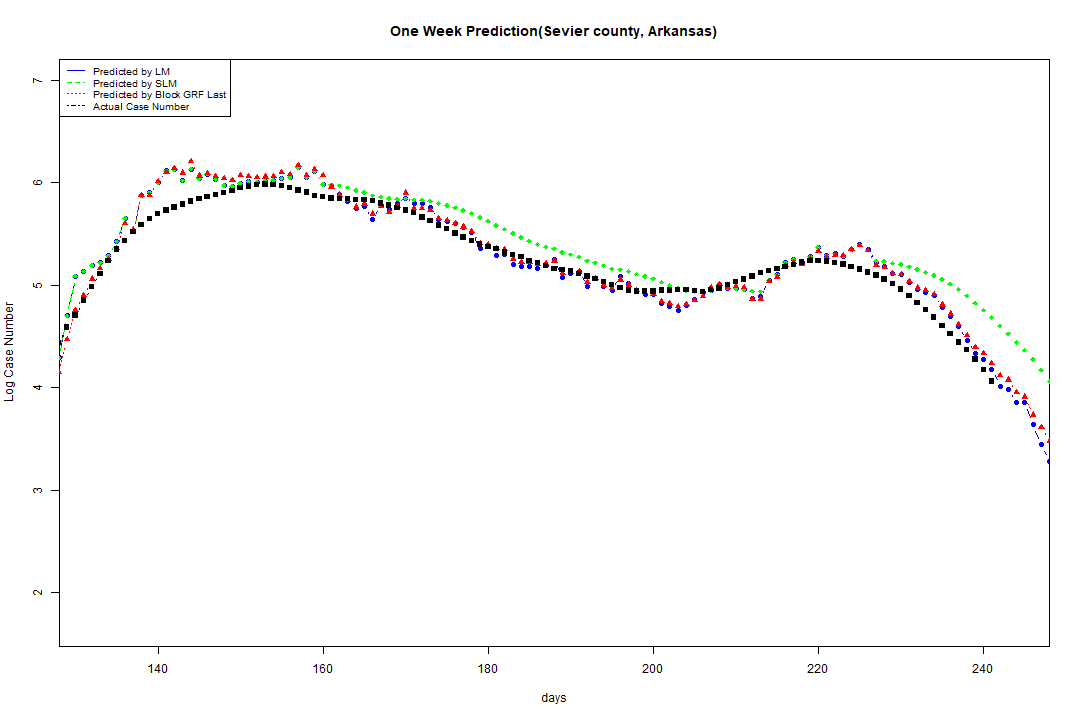 One Week Prediction(Sevier county, Arkansas)
Predicted by LM
Predicted by SLM
Predicted by Block GRF Last
Actual Case Number
7
6
5
4
3
2
Log Case Number
140 160 180 200 220 240
days